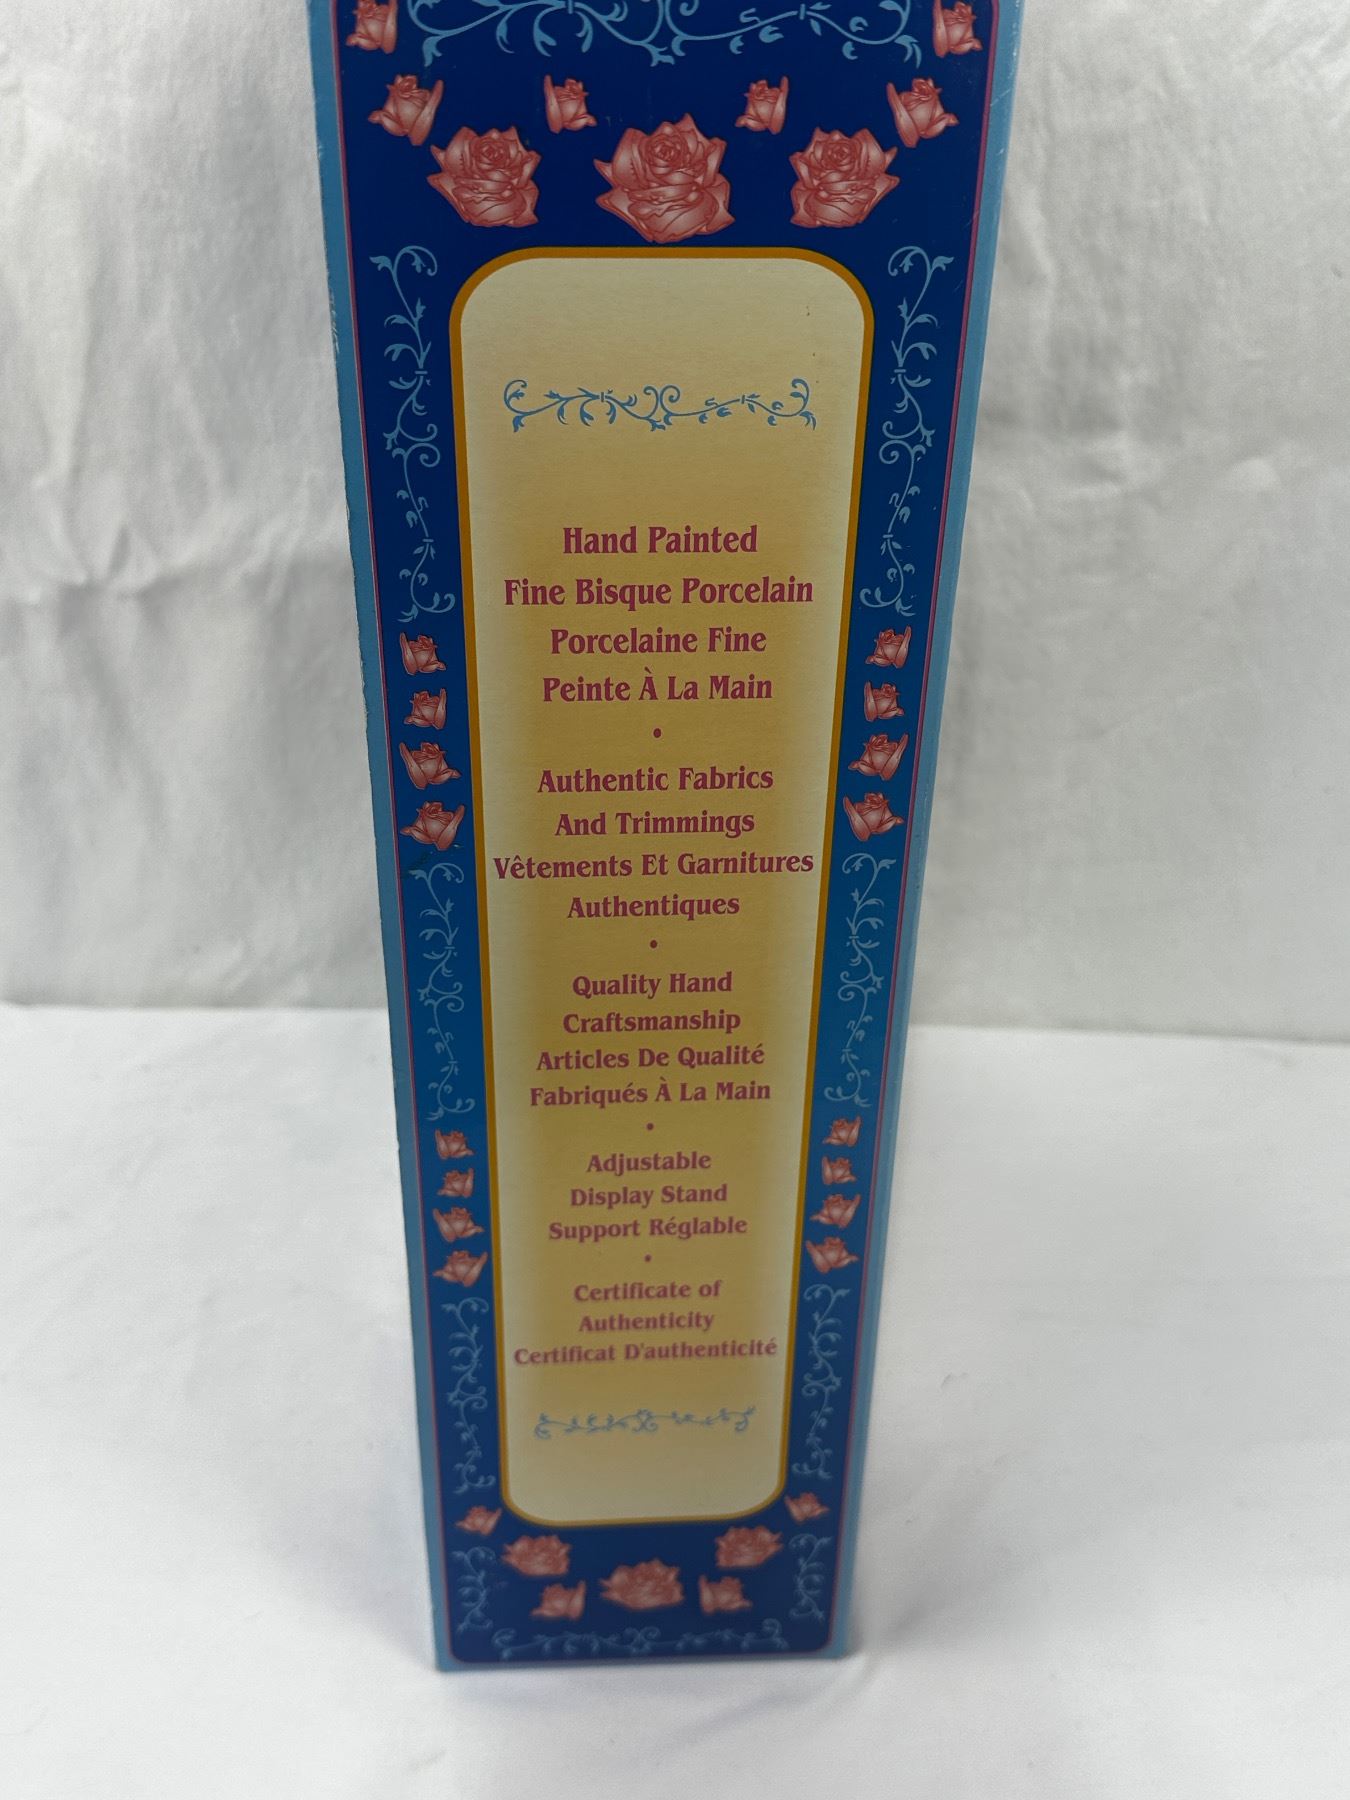 Hand Painted
Fine Bisque Porcelain
Porcelaine Fine
Peinte À La Main
•
Authentic Fabrics
And Trimmings
Vêtements Et Garnitures
Authentiques
•
Quality Hand
Craftsmanship
Articles De Qualité
Fabriqués À La Main
•
Adjustable
Display Stand
Support Réglable
•
Certificate of
Authenticity
Certificat D'authenticité